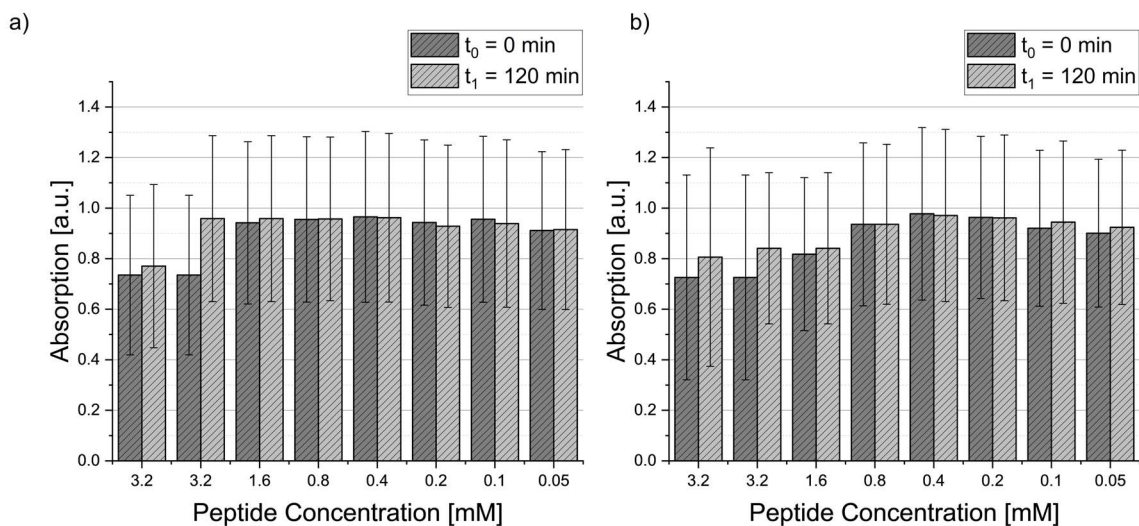 a)
t0 = 0 min
t1 = 120 min
1.4
1.2
1.0
0.8
0.6
0.4
0.2
0.0
Absorption [a.u.]
3.2 3.2 1.6 0.8 0.4 0.2 0.1 0.05
Peptide Concentration [mM]
b)
t0 = 0 min
t1 = 120 min
1.4
1.2
1.0
0.8
0.6
0.4
0.2
0.0
Absorption [a.u.]
3.2 3.2 1.6 0.8 0.4 0.2 0.1 0.05
Peptide Concentration [mM]